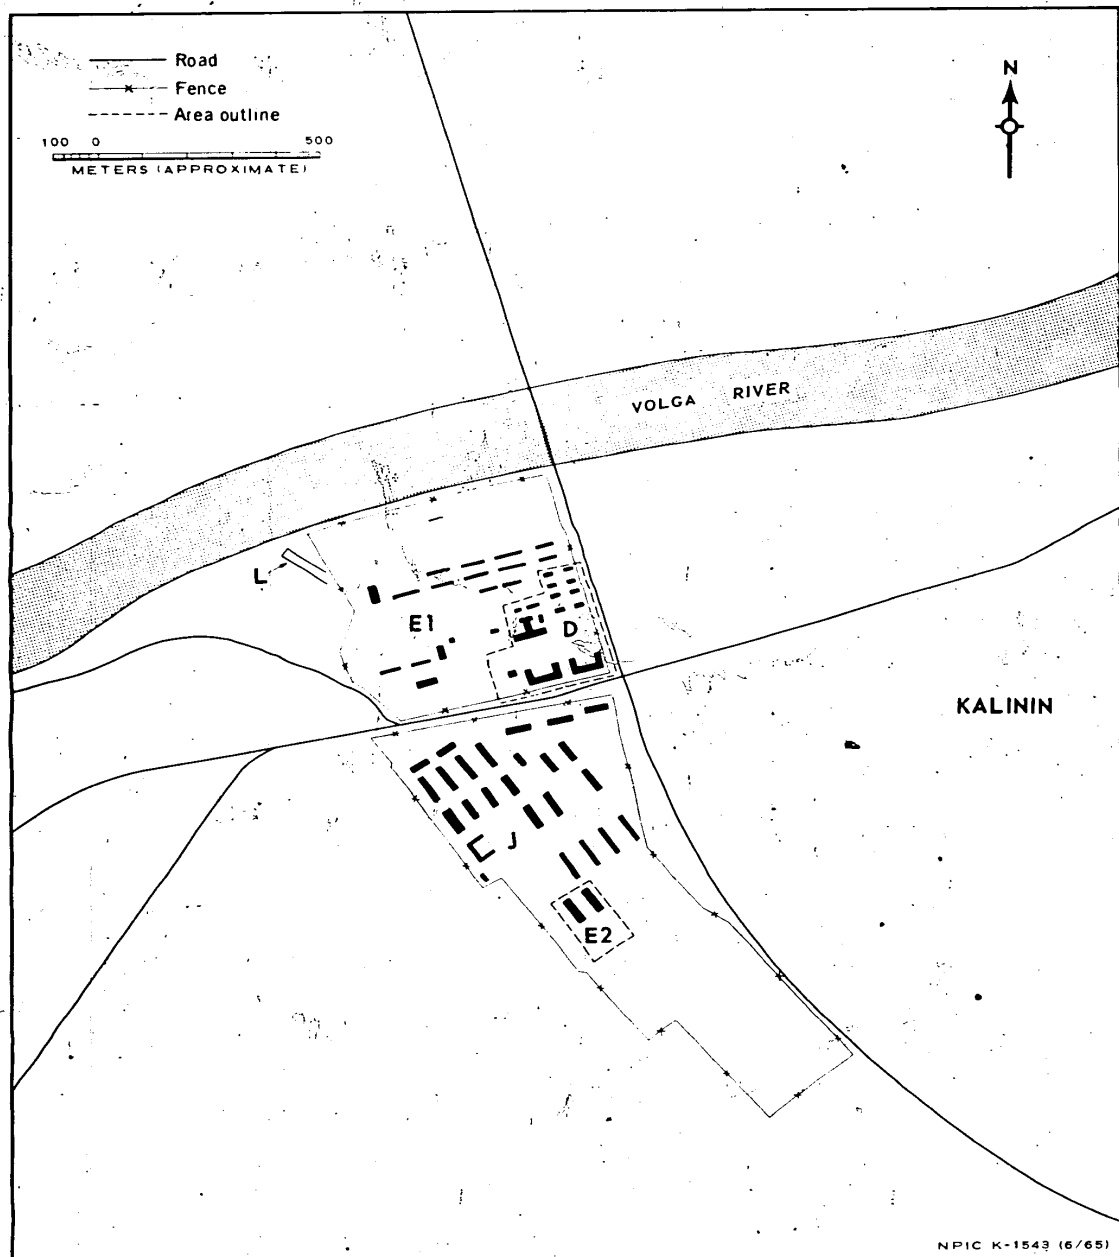 Road
Fence
Area outline
100 0 500
METERS (APPROXIMATE)
N
VOLGA RIVER
L
E1
D
KALININ
J
E2
NPIC K-1543 (6/65)